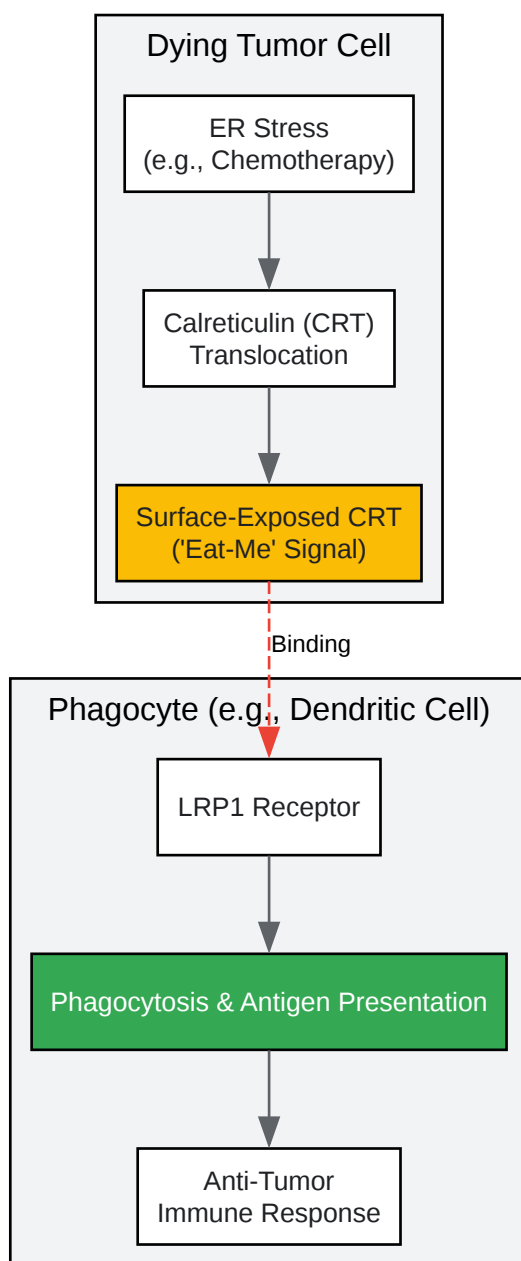 Dying Tumor Cell
ER Stress
(e.g., Chemotherapy)
Calreticulin (CRT)
Translocation
Surface-Exposed CRT
('Eat-Me' Signal)
Binding
Phagocyte (e.g., Dendritic Cell)
LRP1 Receptor
Phagocytosis & Antigen Presentation
Anti-Tumor
Immune Response